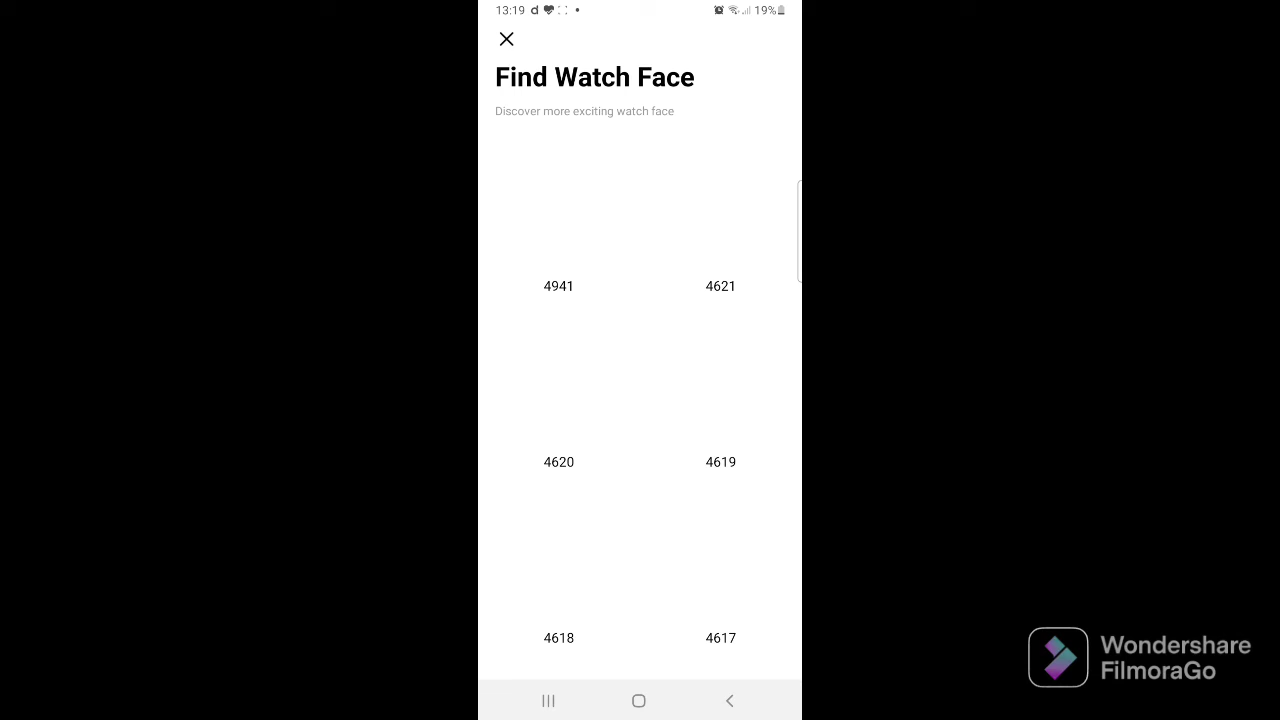 13:19 19%
Find Watch Face
Discover more exciting watch face
4941 4621
4620 4619
4618 4617
Wondershare
FilmoraGo